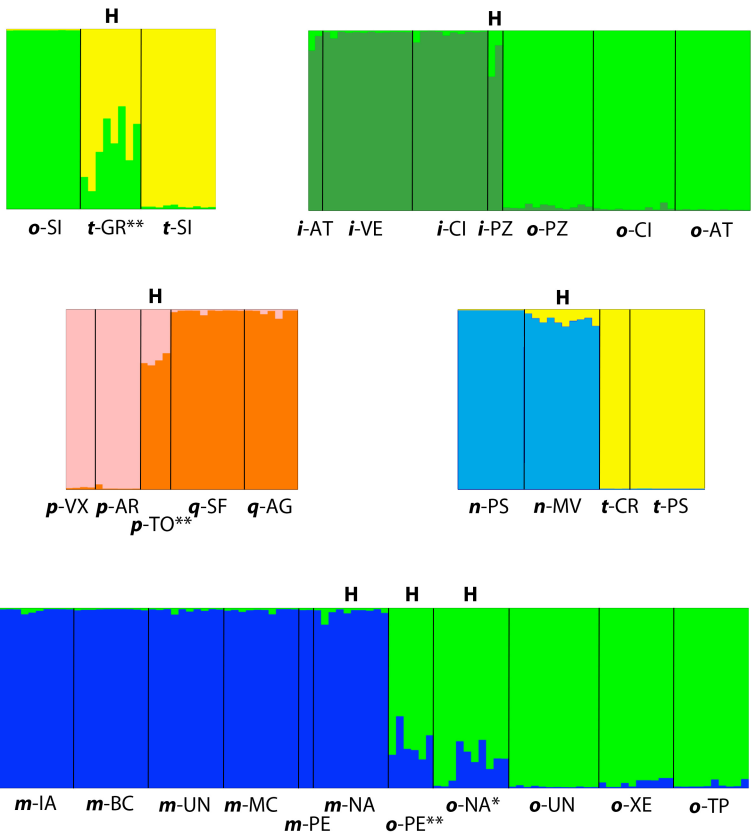 H
H
o-SI t-GR** t-SI
i-AT i-VE i-CI i-PZ o-PZ o-CI o-AT
H
H
p-VX p-AR q-SF q-AG
p-TO**
n-PS n-MV t-CR t-PS
H H H
m-IA m-BC m-UN m-MC m-NA o-NA* o-UN o-XE o-TP
m-PE o-PE**